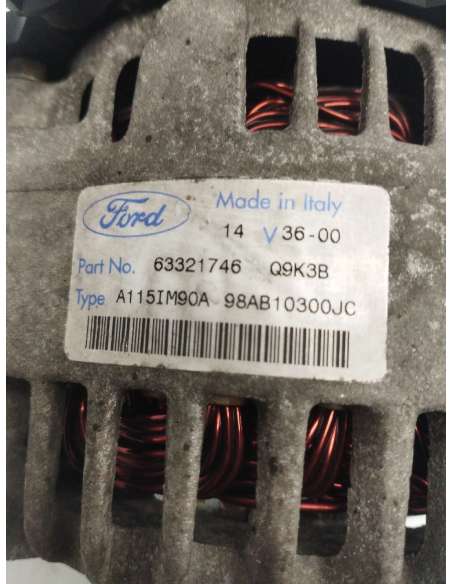 Ford Made in Italy
14 V 36-00
Part No. 63321746 Q9K3B
Type A115IM90A 98AB10300JC